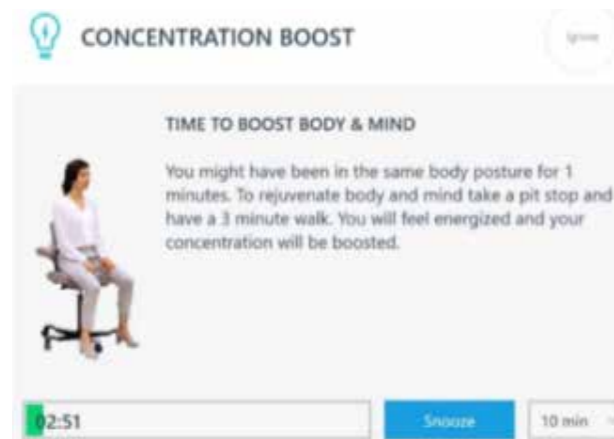 CONCENTRATION BOOST
Ignore
TIME TO BOOST BODY & MIND
You might have been in the same body posture for 1
minutes. To rejuvenate body and mind take a pit stop and
have a 3 minute walk. You will feel energized and your
concentration will be boosted.
02:51
Snooze
10 min